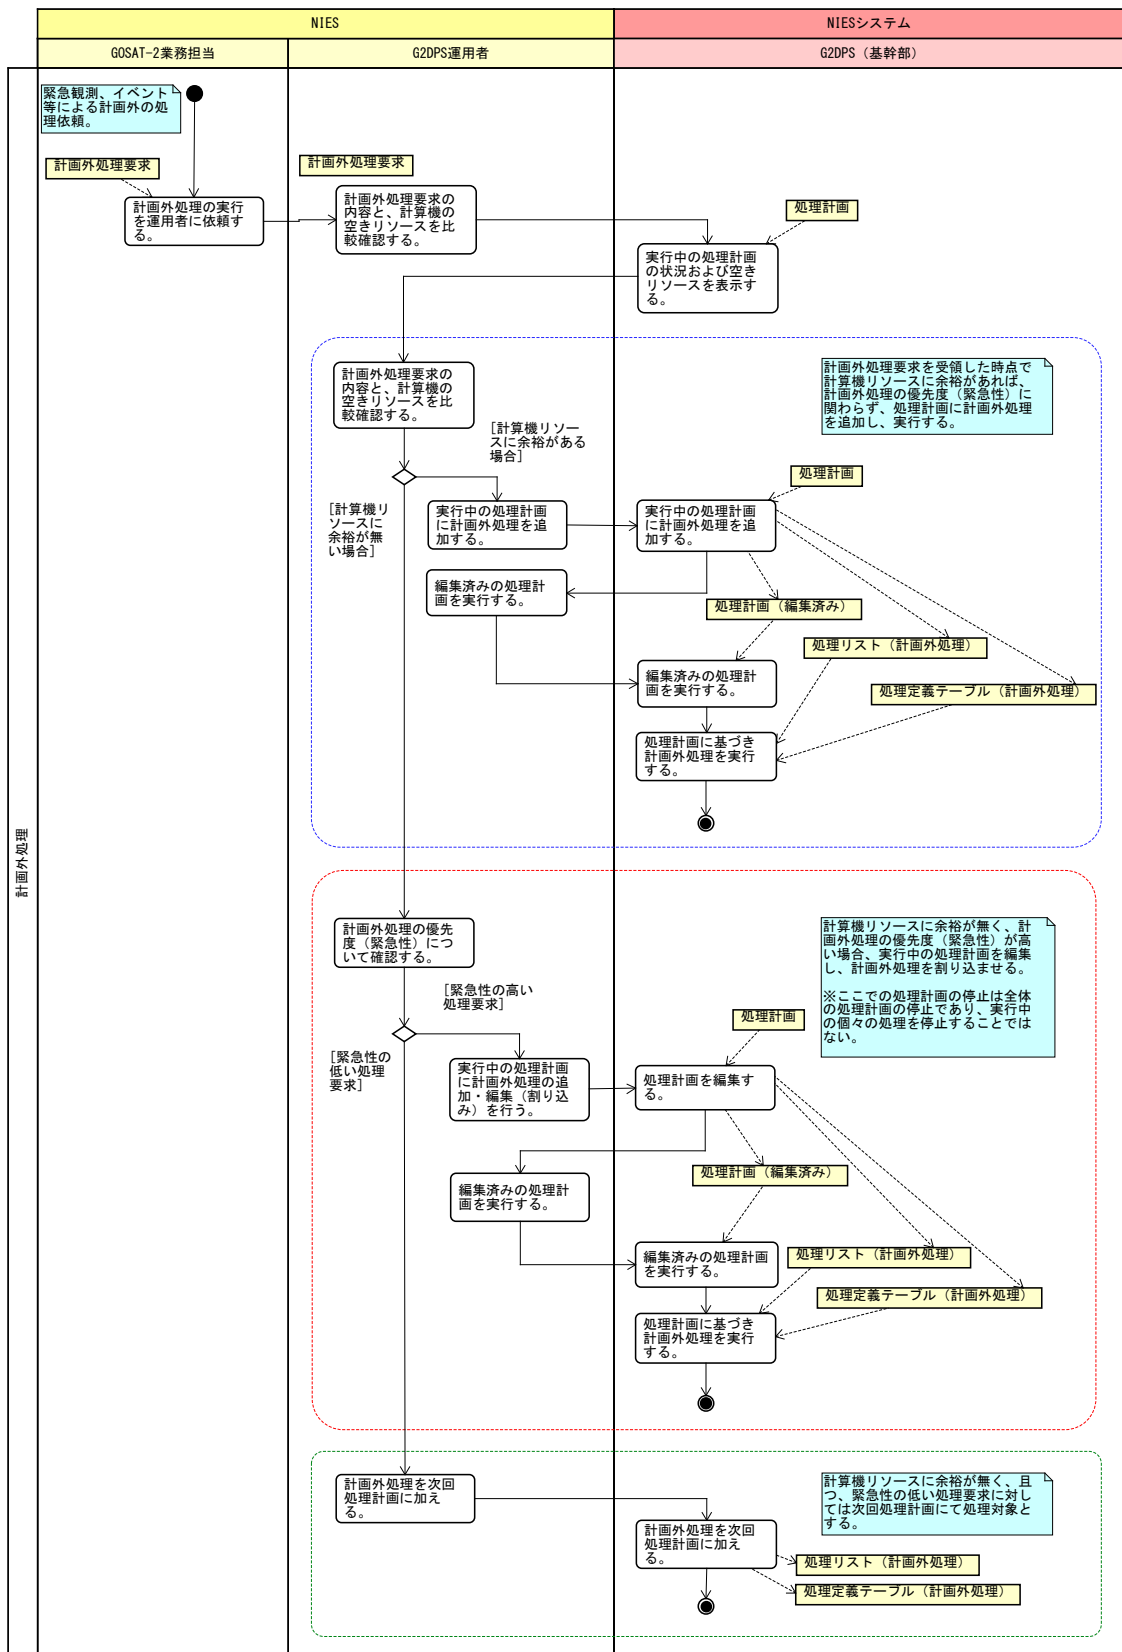 NIES
NIESシステム
GOSAT-2業務担当
G2DPS運用者
G2DPS（基幹部）
計画外処理
緊急観測、イベント
等による計画外の処
理依頼。
計画外処理要求
計画外処理の実行
を運用者に依頼す
る。
計画外処理要求
計画外処理要求の
内容と、計算機の
空きリソースを比
較確認する。
処理計画
実行中の処理計画
の状況および空き
リソースを表示す
る。
計画外処理要求の
内容と、計算機の
空きリソースを比
較確認する。
計画外処理要求を受領した時点で
計算機リソースに余裕があれば、
計画外処理の優先度（緊急性）に
関わらず、処理計画に計画外処理
を追加し、実行する。
[計算機リソー
スに余裕がある
場合]
[計算機リ
ソースに
余裕が無
い場合]
処理計画
実行中の処理計画
に計画外処理を追
加する。
実行中の処理計画
に計画外処理を追
加する。
編集済みの処理計
画を実行する。
処理計画（編集済み）
処理リスト（計画外処理）
編集済みの処理計
画を実行する。
処理定義テーブル（計画外処理）
処理計画に基づき
計画外処理を実行
する。
計画外処理の優先
度（緊急性）につ
いて確認する。
計算機リソースに余裕が無く、計
画外処理の優先度（緊急性）が高
い場合、実行中の処理計画を編集
し、計画外処理を割り込ませる。
※ここでの処理計画の停止は全体
の処理計画の停止であり、実行中
の個々の処理を停止することでは
ない。
[緊急性の高い
処理要求]
[緊急性の
低い処理
要求]
処理計画
実行中の処理計画
に計画外処理の追
加・編集（割り込
み）を行う。
処理計画を編集す
る。
処理計画（編集済み）
編集済みの処理計
画を実行する。
編集済みの処理計画
を実行する。
処理リスト（計画外処理）
処理定義テーブル（計画外処理）
処理計画に基づき
計画外処理を実行
する。
計画外処理を次回
処理計画に加え
る。
計算機リソースに余裕が無く、且
つ、緊急性の低い処理要求に対し
ては次回処理計画にて処理対象と
する。
計画外処理を次回
処理計画に加え
る。
処理リスト（計画外処理）
処理定義テーブル（計画外処理）